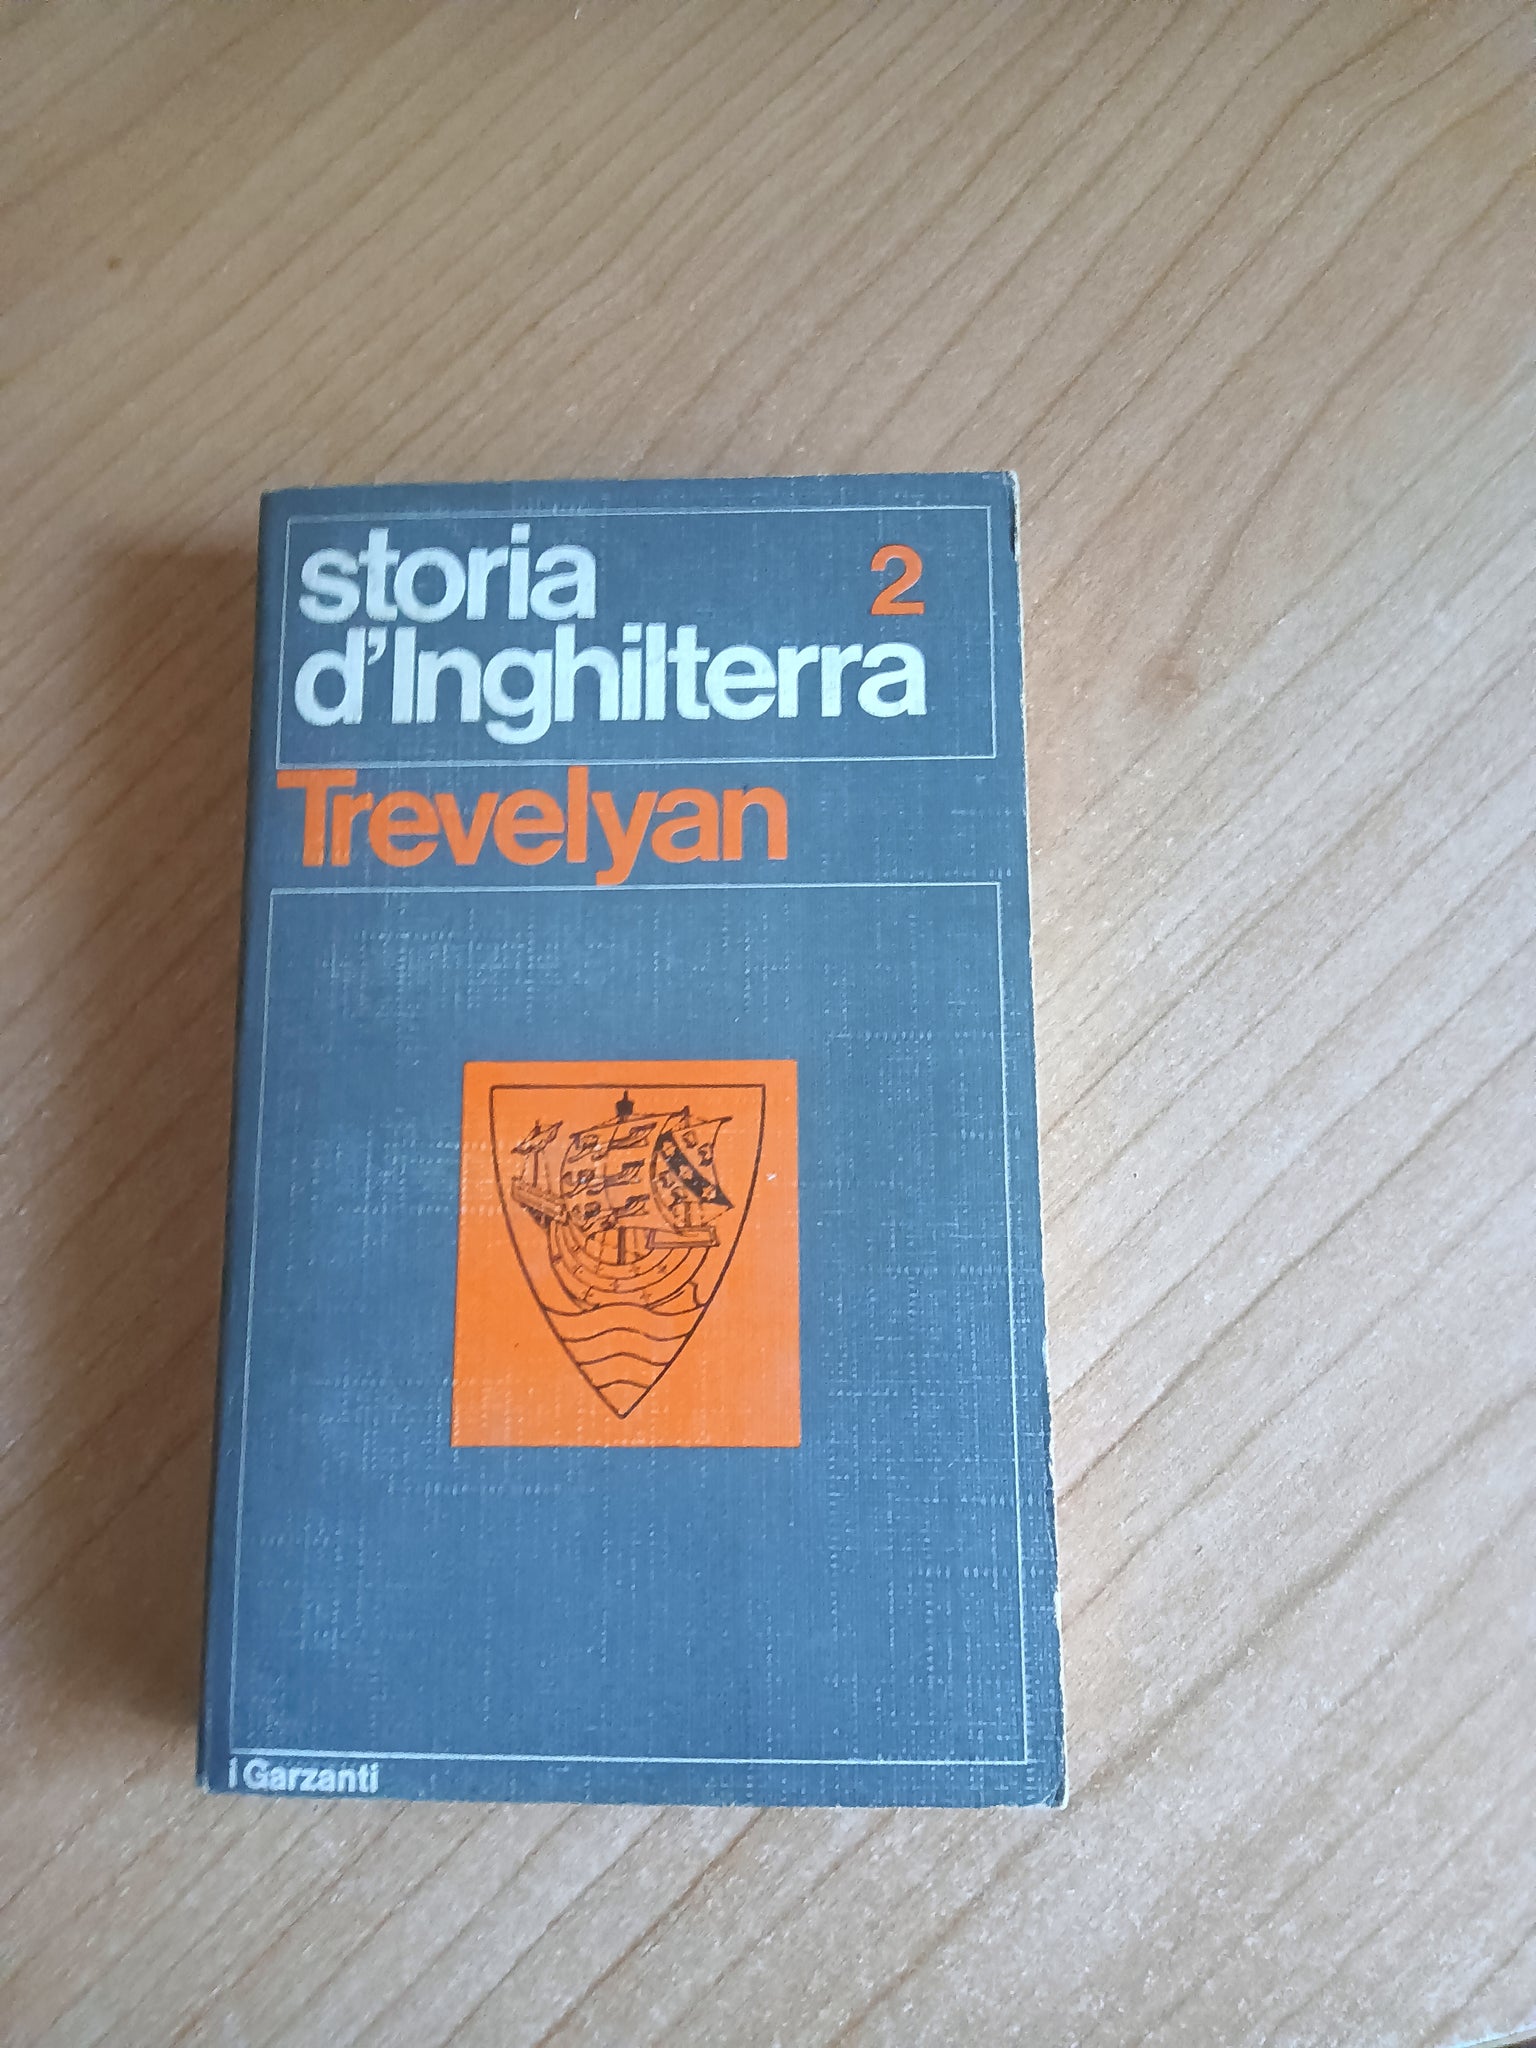 storia 2
d'Inghilterra
Trevelyan
i Garzanti